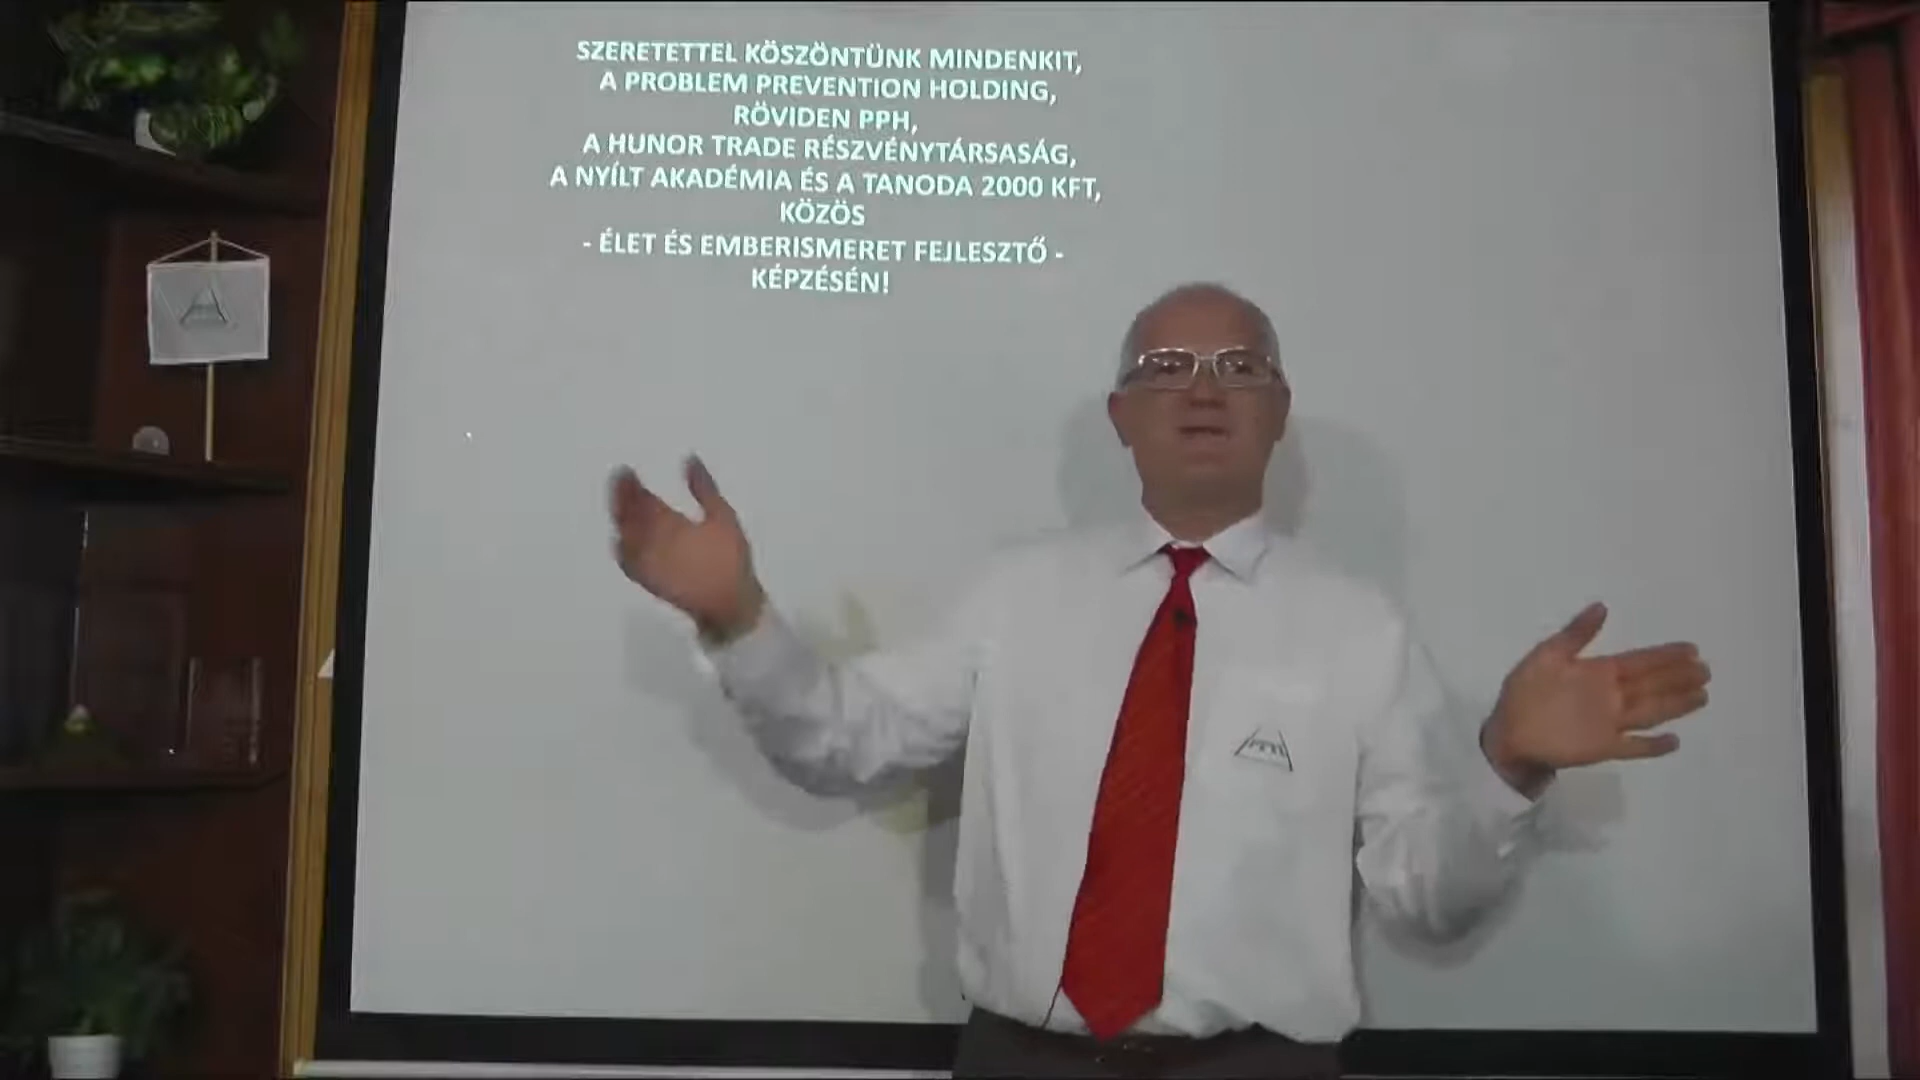 SZERETETTEL KÖSZÖNTÜNK MINDENKIT,
A PROBLEM PREVENTION HOLDING,
RÖVIDEN PPH,
A HUNOR TRADE RÉSZVÉNYTÁRSASÁG,
A NYÍLT AKADÉMIA ÉS A TANODA 2000 KFT,
KÖZÖS
- ÉLET ÉS EMBERISMERET FEJLESZTŐ -
KÉPZÉSÉN!